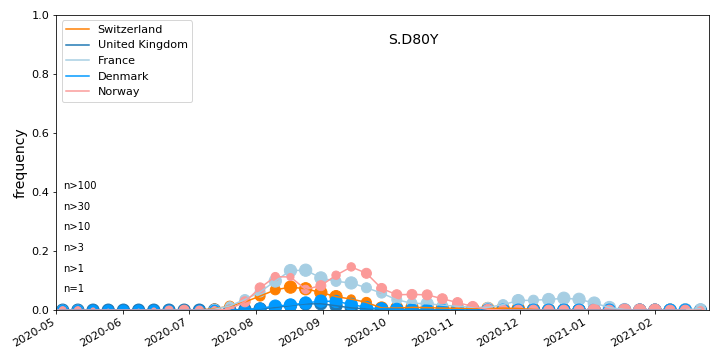 S.D80Y
Switzerland
United Kingdom
France
Denmark
Norway
frequency
1.0
0.8
0.6
0.4
0.2
0.0
n>100
n>30
n>10
n>3
n>1
n=1
2020-05
2020-06
2020-07
2020-08
2020-09
2020-10
2020-11
2020-12
2021-01
2021-02